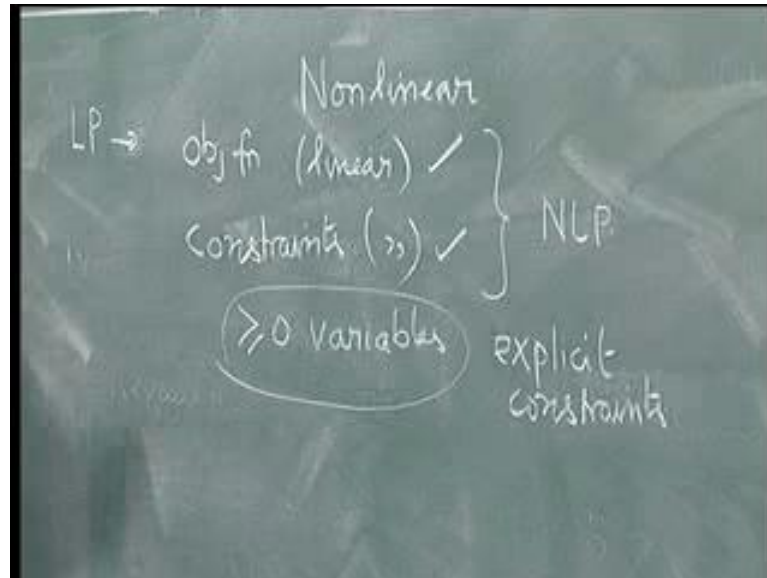 Nonlinear
LP → Obj fn (linear) ✓
Constraints (,,) ✓ } NLP
≥0 variables
explicit
constraints